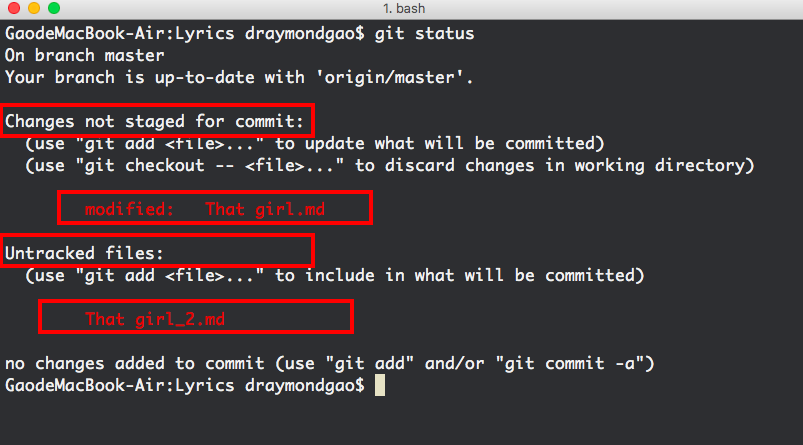 1. bash
GaodeMacBook-Air:Lyrics draymondgao$ git status
On branch master
Your branch is up-to-date with 'origin/master'.
Changes not staged for commit:
(use "git add <file>..." to update what will be committed)
(use "git checkout -- <file>..." to discard changes in working directory)
modified: That girl.md
Untracked files:
(use "git add <file>..." to include in what will be committed)
That girl_2.md
no changes added to commit (use "git add" and/or "git commit -a")
GaodeMacBook-Air:Lyrics draymondgao$